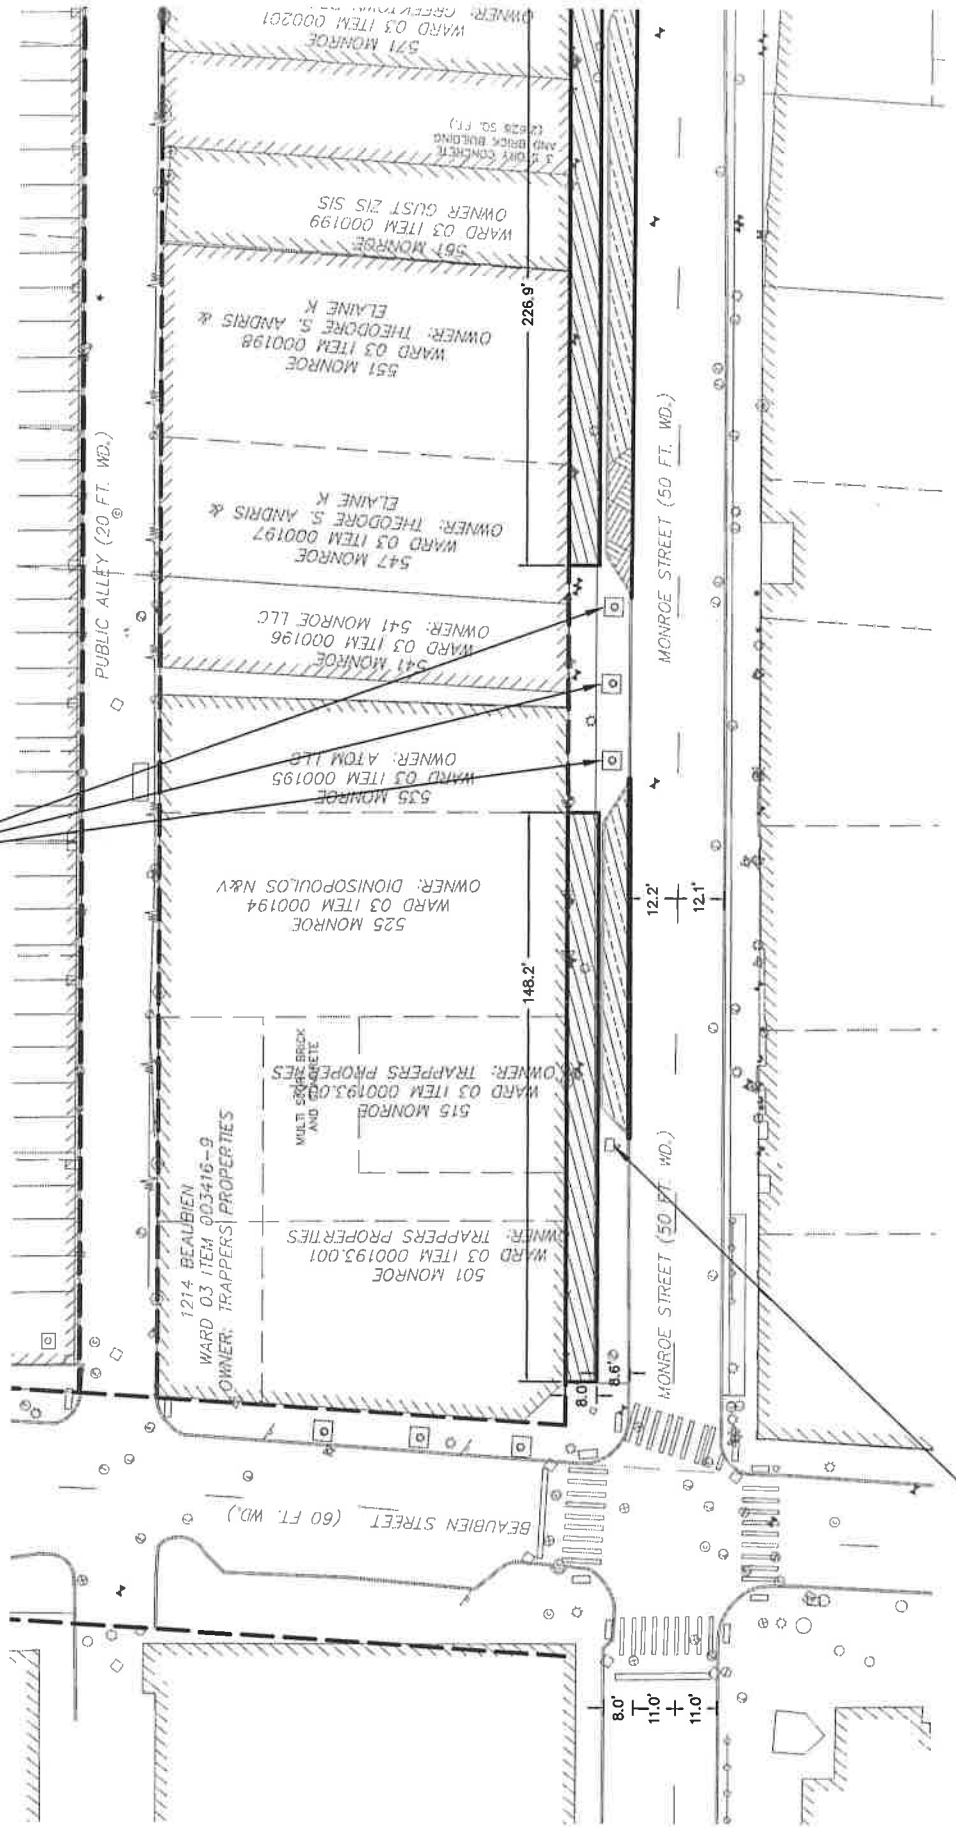 571 MONROE
WARD 03 ITEM 000201
OWNER:
3 STORY CONCRETE
AND BRICK BUILDING
(2,626 SQ. FT.)
561 MONROE
WARD 03 ITEM 000199
OWNER GUST ZIS SIS
551 MONROE
WARD 03 ITEM 000198
OWNER: THEODORE S. ANDRIS &
ELAINE K
547 MONROE
WARD 03 ITEM 000197
OWNER: THEODORE S. ANDRIS &
ELAINE K
541 MONROE
WARD 03 ITEM 000196
OWNER: 541 MONROE LLC
535 MONROE
WARD 03 ITEM 000195
OWNER: ATOM LLC
525 MONROE
WARD 03 ITEM 000194
OWNER: DIONISOPOULOS N&V
515 MONROE
WARD 03 ITEM
OWNER: TRAPPERS PROPERTIES
501 MONROE
WARD 03 ITEM 000193.001
OWNER: TRAPPERS PROPERTIES
MULTI STORY BRICK
AND CONCRETE
1214 BEAUBIEN
WARD 03 ITEM 003416-9
OWNER: TRAPPERS PROPERTIES
PUBLIC ALLEY (20 FT. WD.)
226.9'
148.2'
MONROE STREET (50 FT. WD.)
MONROE STREET (50 FT. WD.)
12.2'
12.1'
8.0'
8.6'
BEAUBIEN STREET (60 FT. WD.)
8.0'
11.0'
11.0'